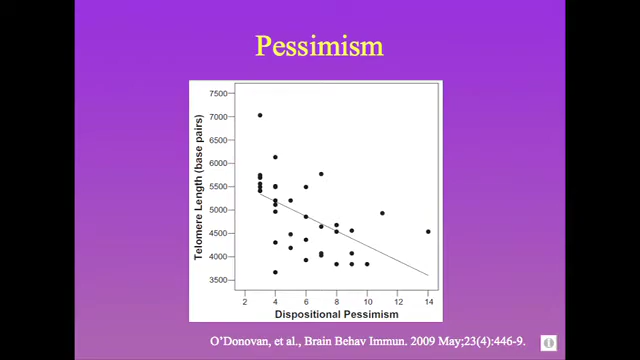 Pessimism
7500
7000
6500
6000
5500
5000
4500
4000
3500
Telomere Length (base pairs)
2 4 6 8 10 12 14
Dispositional Pessimism
O'Donovan, et al., Brain Behav Immun. 2009 May;23(4):446-9.